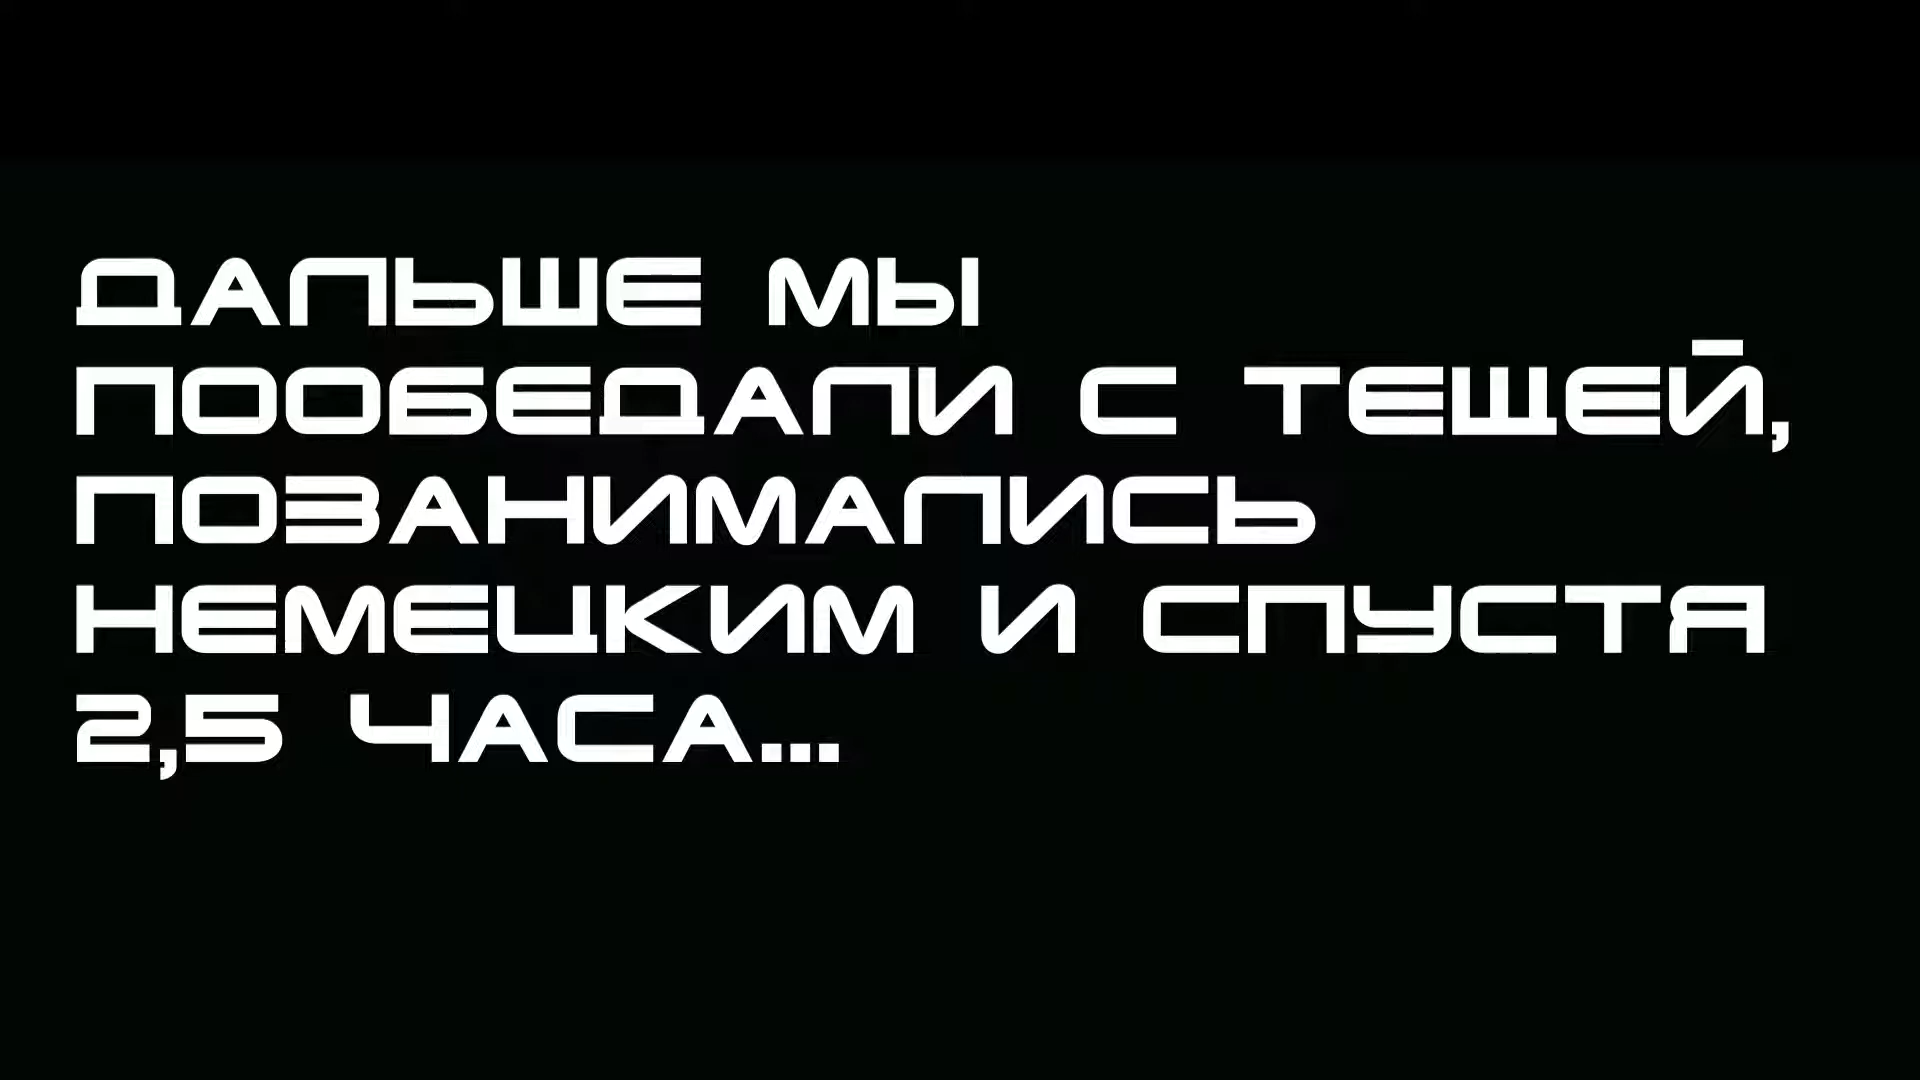 ДАЛЬШЕ МЫ
ПООБЕДАЛИ С ТЕЩЕЙ,
ПОЗАНИМАЛИСЬ
НЕМЕЦКИМ И СПУСТЯ
2,5 ЧАСА...